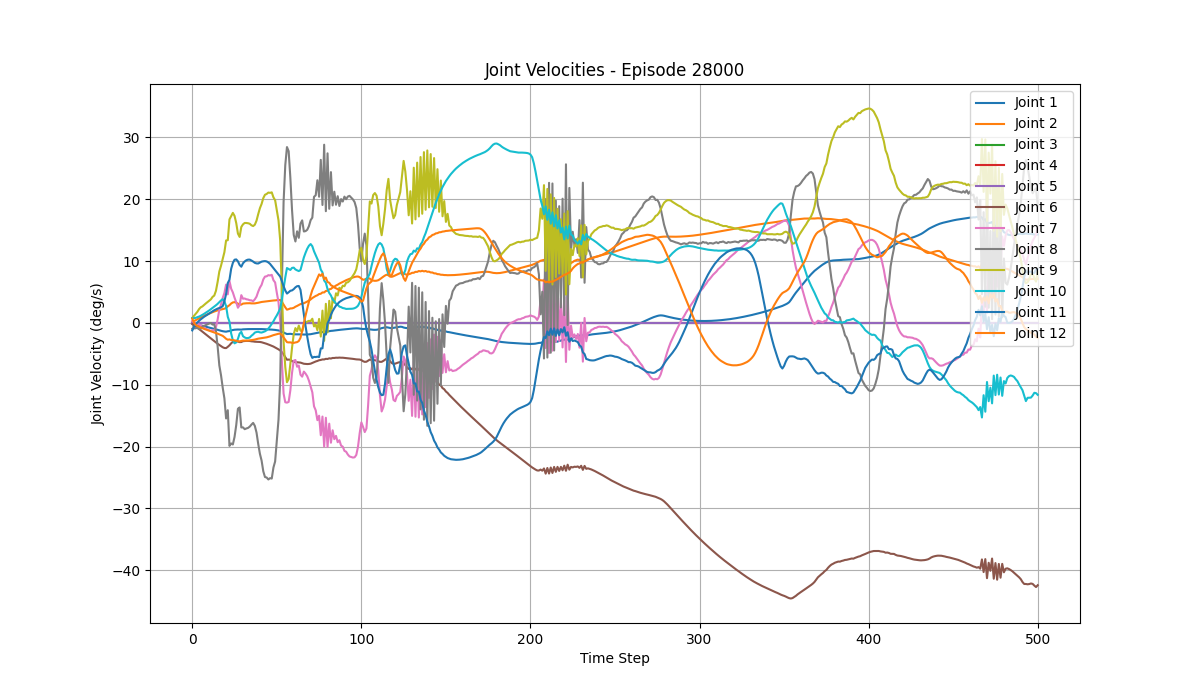 Joint Velocities - Episode 28000
Joint Velocity (deg/s)
30
20
10
0
−10
−20
−30
−40
0
100
200
300
400
500
Time Step
Joint 1
Joint 2
Joint 3
Joint 4
Joint 5
Joint 6
Joint 7
Joint 8
Joint 9
Joint 10
Joint 11
Joint 12